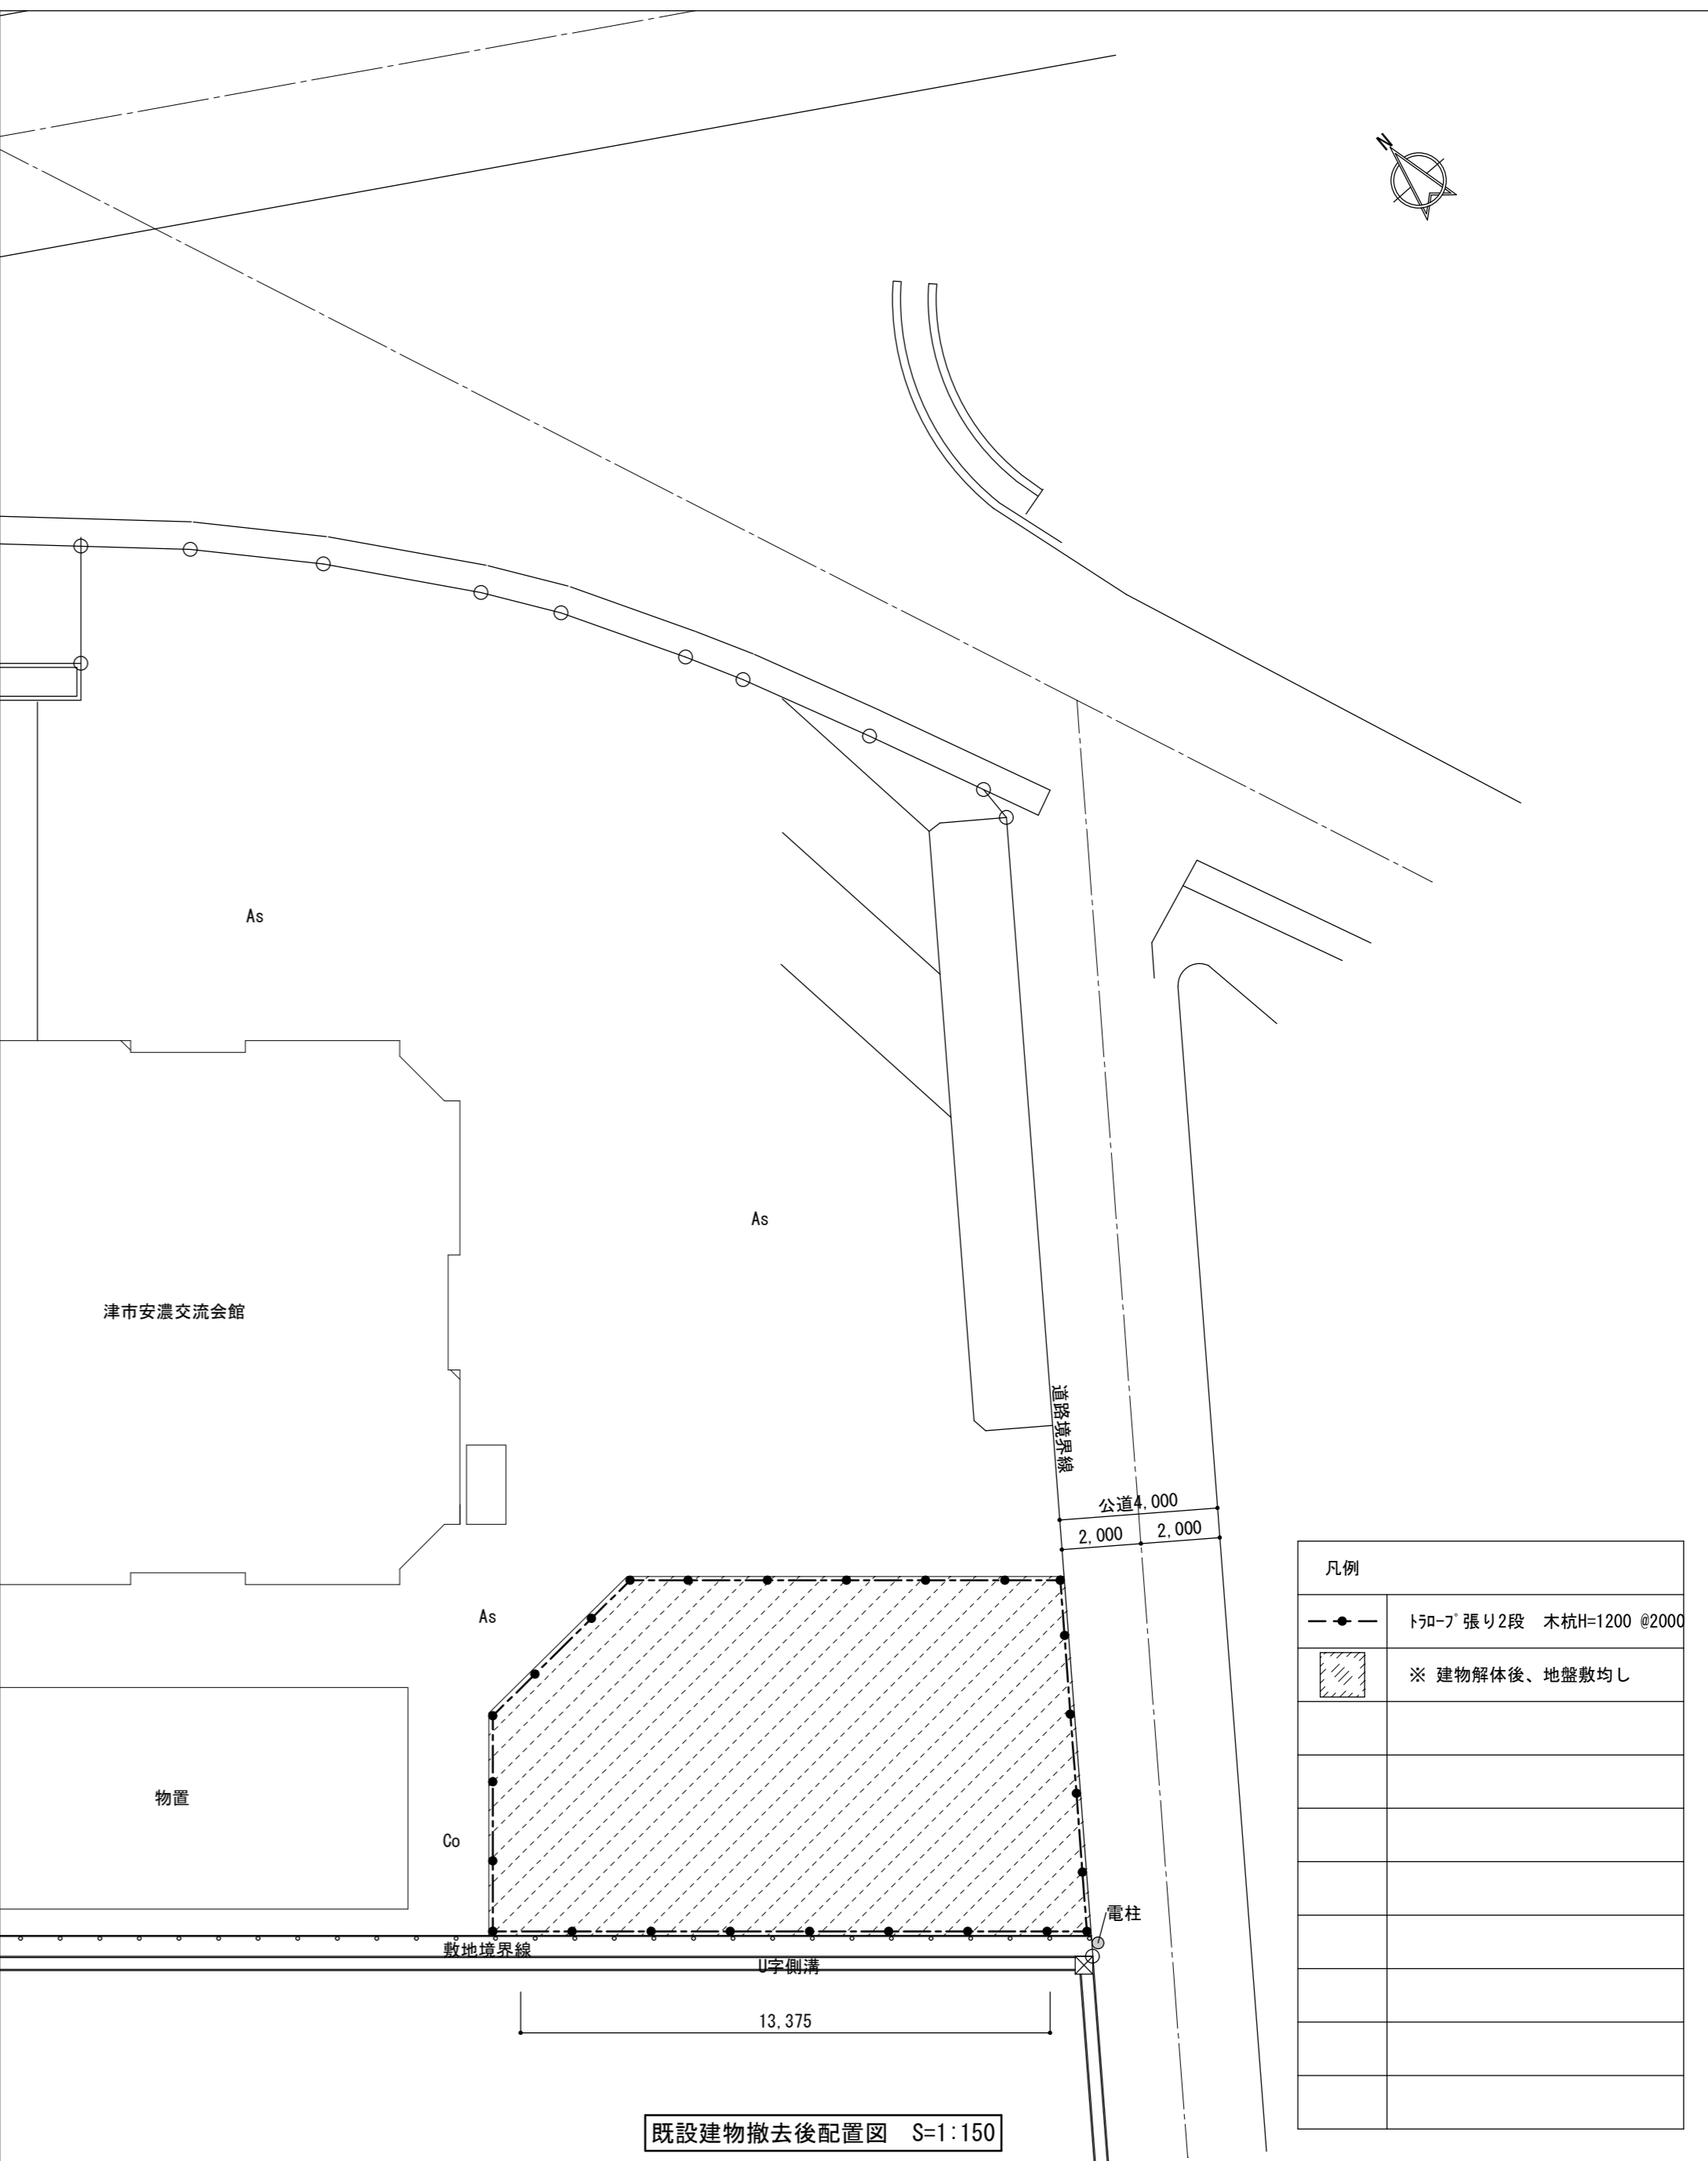 N
As
As
津市安濃交流会館
道路境界線
公道4,000
2,000
2,000
凡例
ﾄﾗﾛｰﾌﾟ張り2段　木杭H=1200 @2000
※ 建物解体後、地盤敷均し
As
物置
Co
電柱
敷地境界線
U字側溝
13,375
既設建物撤去後配置図　S=1:150